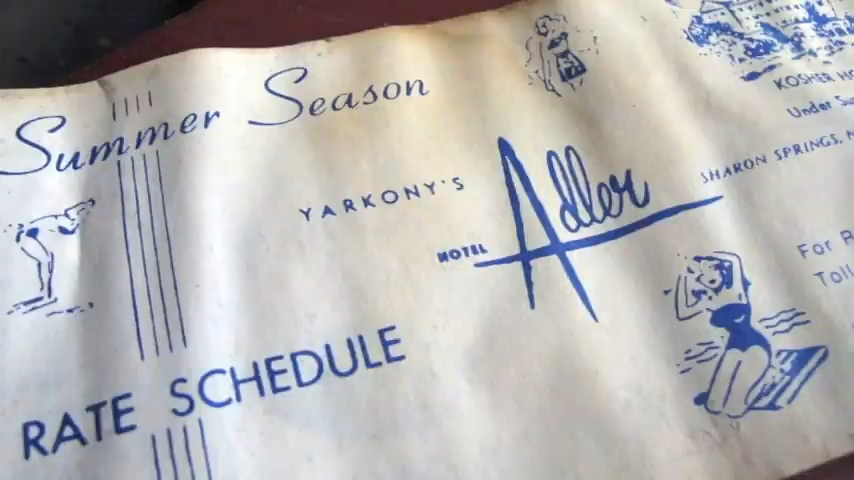 Summer Season
YARKONY'S
HOTEL Adler
RATE SCHEDULE
KOSHER
Under
SHARON SPRINGS,
For